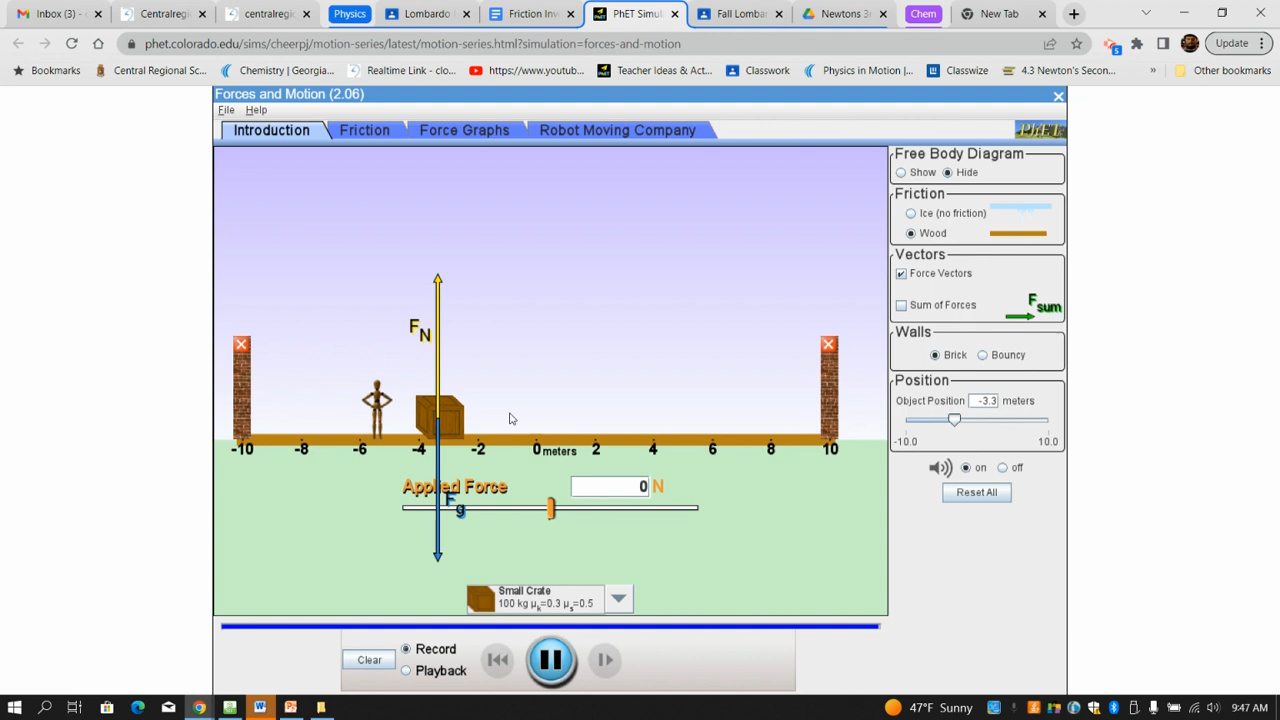 Inbox (
Centralregi
centralregi
Physics
Lombardo I
Friction Inv
PhET Simu
Fall Lombar
Newtons 3
Chem
New Tab
phet.colorado.edu/sims/cheerpj/motion-series/latest/motion-series.html?simulation=forces-and-motion
Update
Bookmarks
Central Regional Sc...
Chemistry | Georgia...
Realtime Link - clo...
https://www.youtub...
Teacher Ideas & Act...
Classwork
Physics in Motion |...
Classwize
4.3 Newton's Secon...
»
Other bookmarks
Forces and Motion (2.06)
File Help
Introduction
Friction
Force Graphs
Robot Moving Company
PhET
Free Body Diagram
Show Hide
Friction
Ice (no friction)
Wood
Vectors
Force Vectors
Sum of Forces
F sum
Walls
Brick Bouncy
Position
Object Position -3.3 meters
-10.0 10.0
on off
Reset All
F N
-10 -8 -6 -4 -2 0 meters 2 4 6 8 10
Applied Force 0 N
F g
Small Crate
100 kg μk=0.3 μs=0.5
Clear
Record
Playback
47°F Sunny
9:47 AM